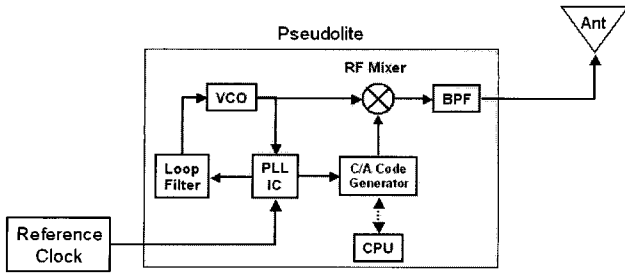 Pseudolite
Ant
RF Mixer
VCO
BPF
Loop
Filter
PLL
IC
C/A Code
Generator
CPU
Reference
Clock